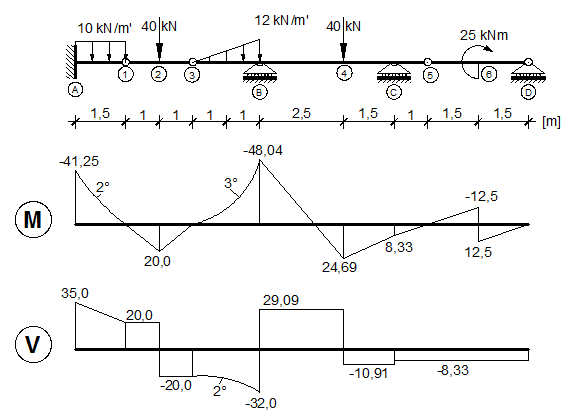 10 kN/m' 40 kN 12 kN/m' 40 kN 25 kNm
A 1 2 3 B 4 C 5 6 D
1,5 1 1 1 1 2,5 1,5 1 1,5 1,5 [m]
-41,25 2° 3° -48,04 -12,5
M
20,0 24,69 8,33 12,5
35,0 20,0 29,09
V
-20,0 2° -32,0 -10,91 -8,33